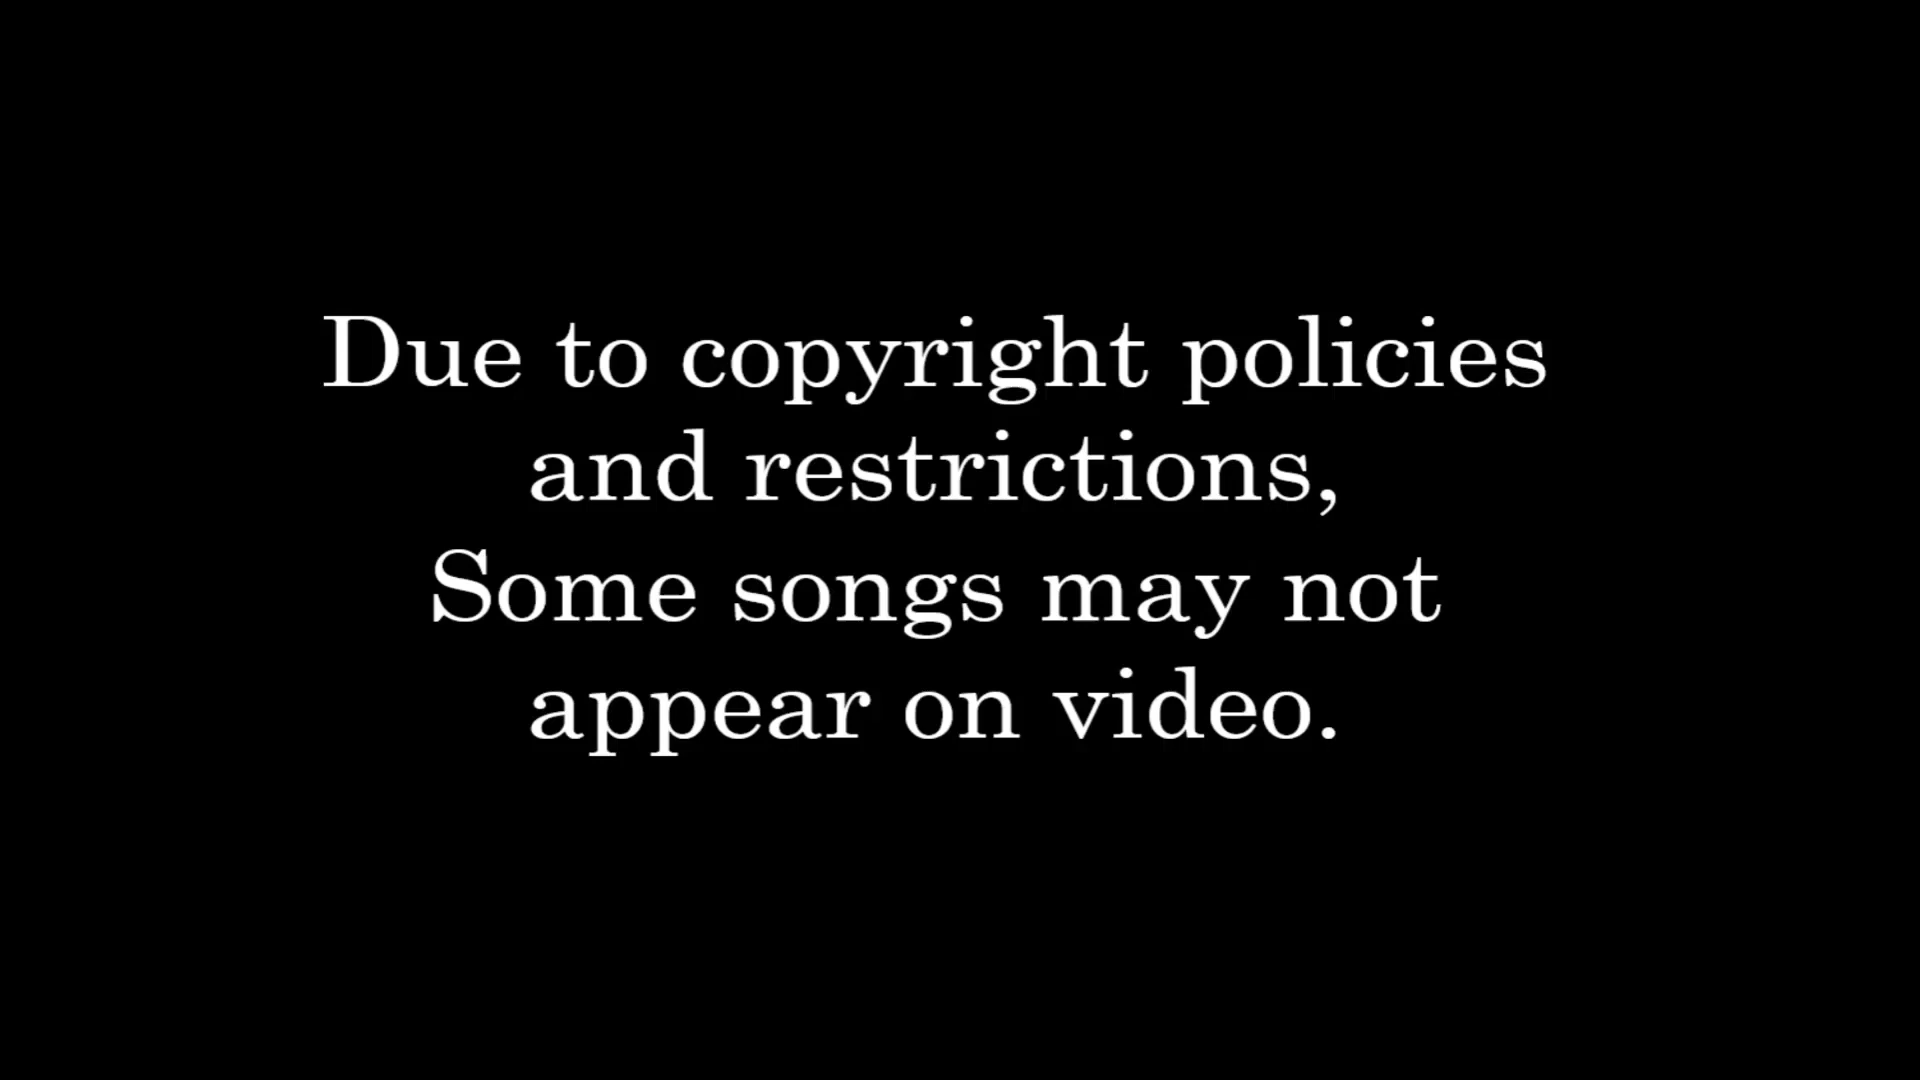 Due to copyright policies
and restrictions,
Some songs may not
appear on video.